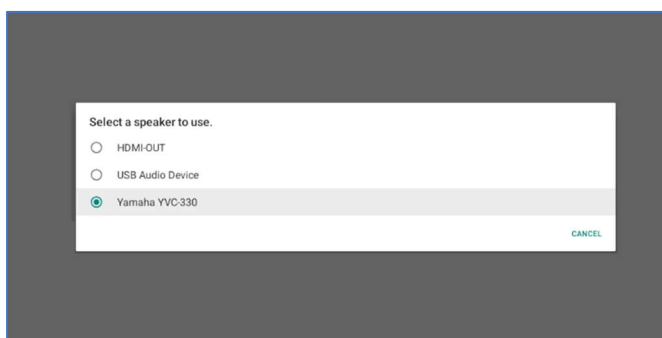 Select a speaker to use.
HDMI-OUT
USB Audio Device
Yamaha YVC-330
CANCEL